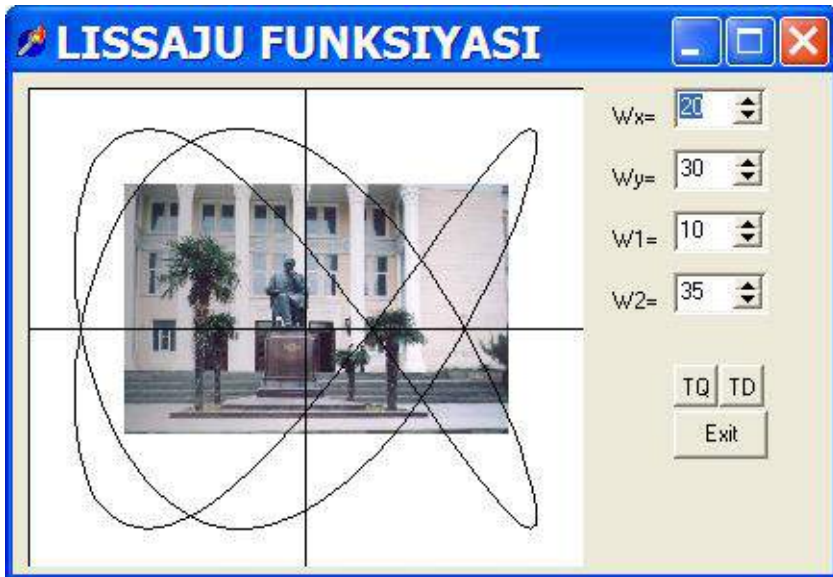 LISSAJU FUNKSIYASI
Wx= 20
Wy= 30
W1= 10
W2= 35
TQ TD
Exit